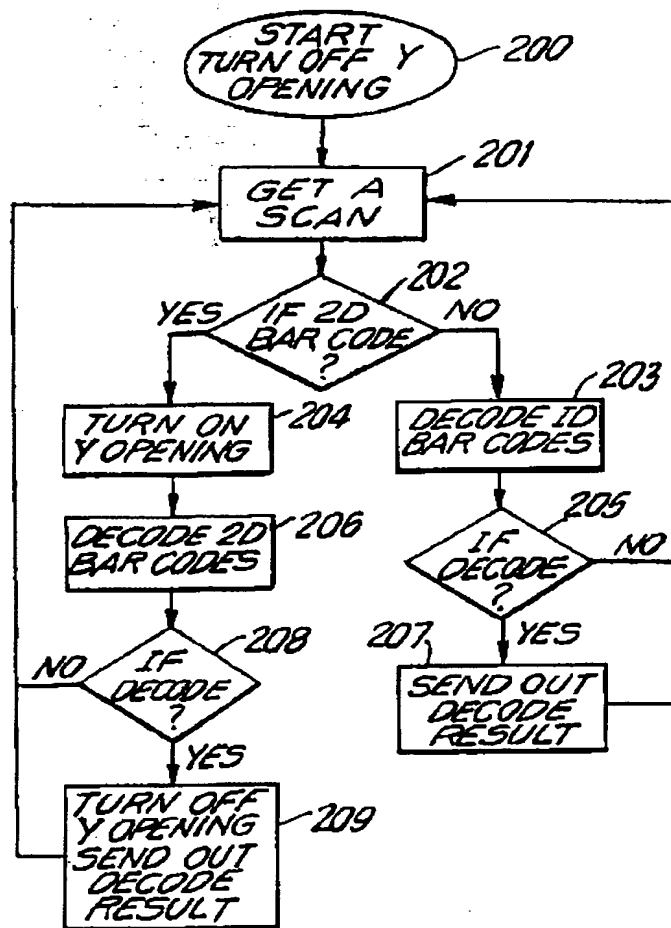 START
TURN OFF Y
OPENING
200
GET A
SCAN
201
IF 2D
BAR CODE
?
202
YES
NO
TURN ON
Y OPENING
204
DECODE 1D
BAR CODES
203
DECODE 2D
BAR CODES
206
IF
DECODE
?
205
NO
YES
IF
DECODE
?
208
NO
YES
SEND OUT
DECODE
RESULT
207
TURN OFF
Y OPENING
SEND OUT
DECODE
RESULT
209